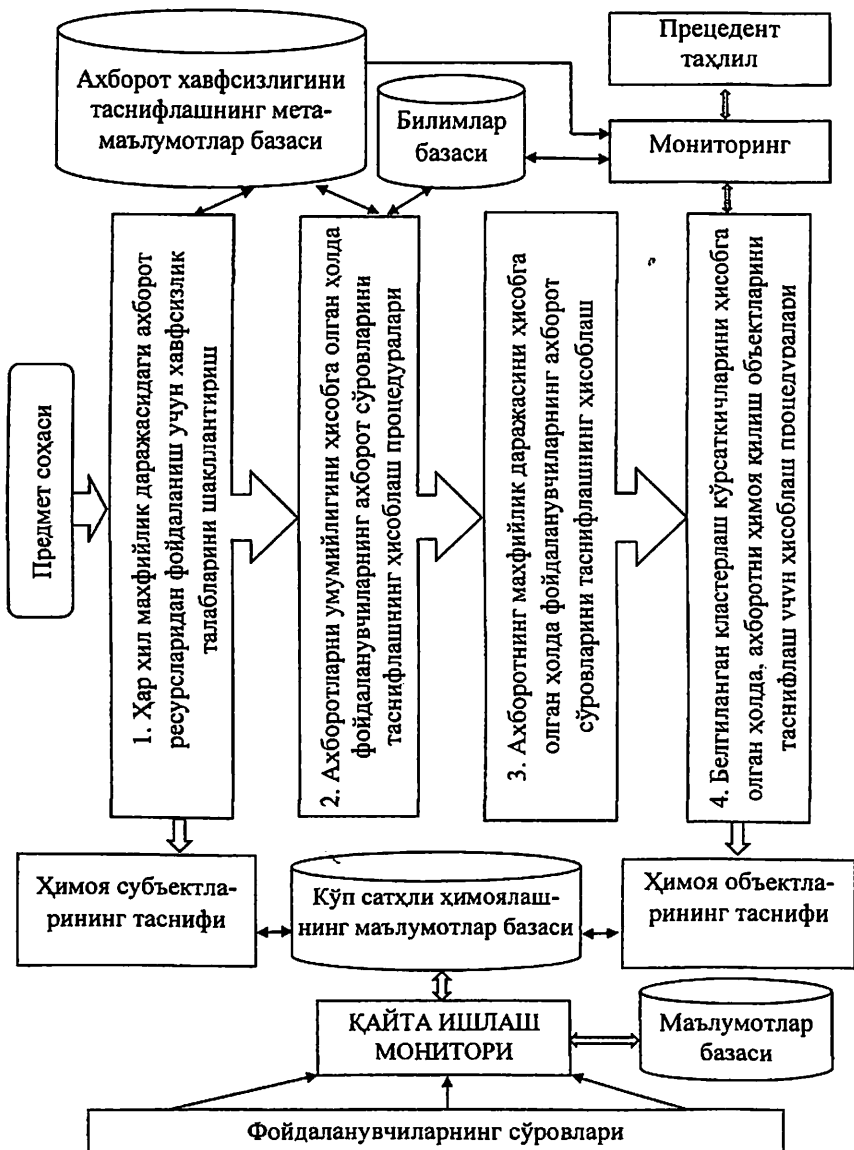 Ахборот хавфсизлигини
таснифлашнинг мета-
маълумотлар базаси
Билимлар
базаси
Прецедент
таҳлил
Мониторинг
Предмет соҳаси
1. Ҳар хил махфийлик даражасидаги ахборот
ресурсларидан фойдаланиш учун хавфсизлик
талабларини шакллантириш
2. Ахборотларни умумийлигини ҳисобга олган ҳолда
фойдаланувчиларнинг ахборот сўровларини
таснифлашнинг ҳисоблаш процедуралари
3. Ахборотнинг махфийлик даражасини ҳисобга
олган ҳолда фойдаланувчиларнинг ахборот
сўровларини таснифлашнинг ҳисоблаш
4. Белгиланган кластерлаш кўрсаткичларини ҳисобга
олган ҳолда, ахборотни ҳимоя қилиш объектларини
таснифлаш учун ҳисоблаш процедуралари
Ҳимоя субъектла-
рининг таснифи
Кўп сатҳли ҳимоялаш-
нинг маълумотлар базаси
Ҳимоя объектла-
рининг таснифи
ҚАЙТА ИШЛАШ
МОНИТОРИ
Маълумотлар
базаси
Фойдаланувчиларнинг сўровлари